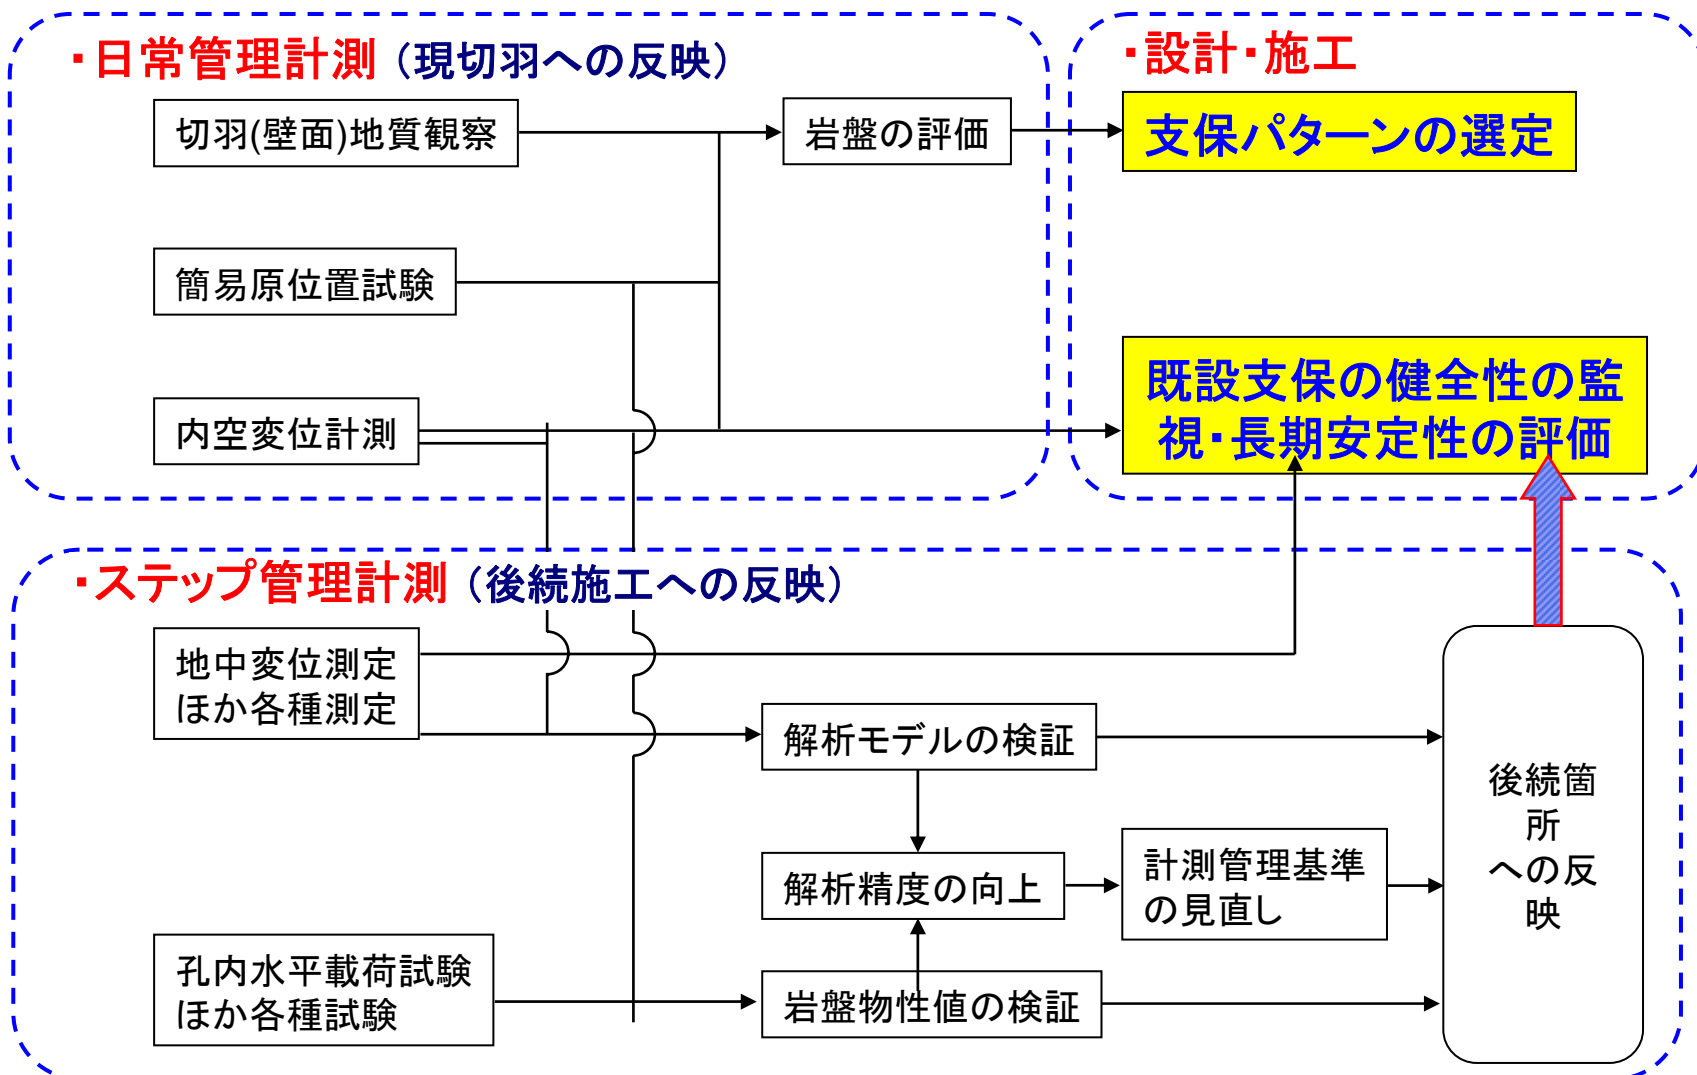 ・日常管理計測（現切羽への反映）
切羽(壁面)地質観察
岩盤の評価
簡易原位置試験
内空変位計測
・設計・施工
支保パターンの選定
既設支保の健全性の監
視・長期安定性の評価
・ステップ管理計測（後続施工への反映）
地中変位測定
ほか各種測定
解析モデルの検証
解析精度の向上
計測管理基準
の見直し
孔内水平載荷試験
ほか各種試験
岩盤物性値の検証
後続箇
所
への反
映